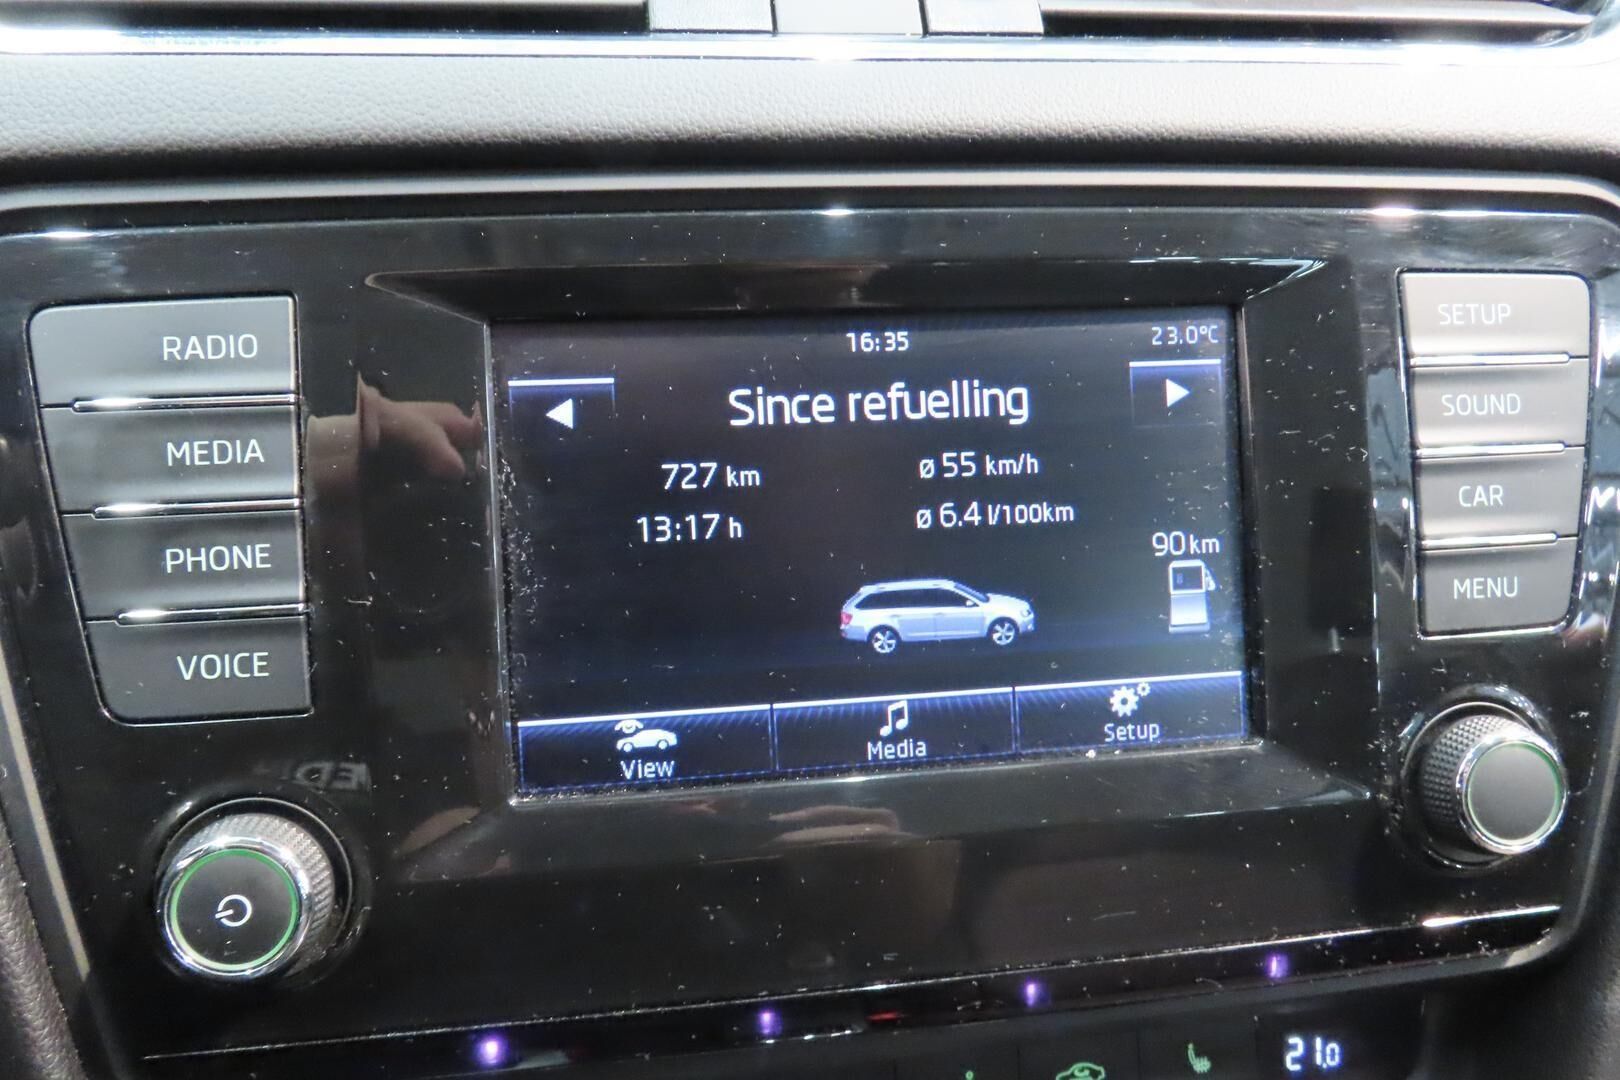 RADIO
MEDIA
PHONE
VOICE
16:35
23.0°C
Since refuelling
727 km
ø 55 km/h
13:17 h
ø 6.4 l/100km
90 km
View
Media
Setup
SETUP
SOUND
CAR
MENU
21.0